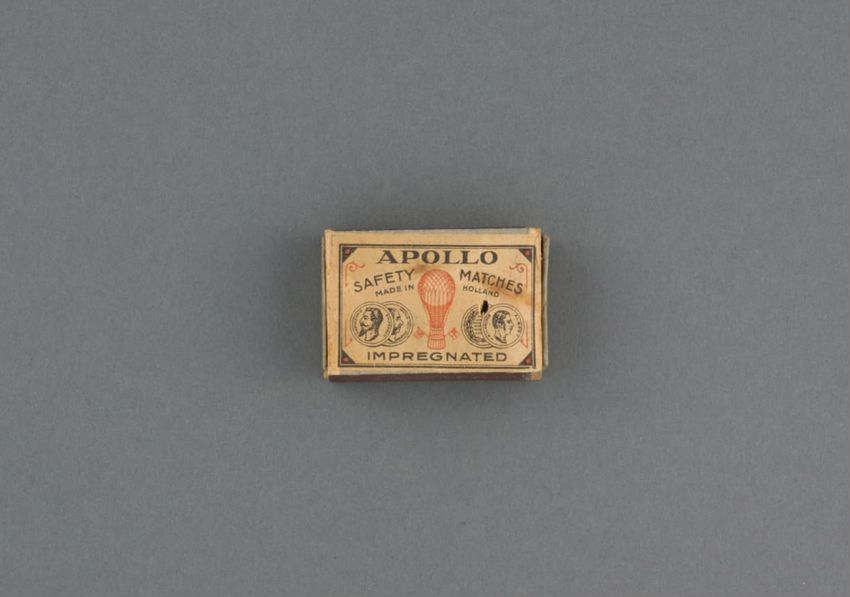 APOLLO
SAFETY MATCHES
MADE IN HOLLAND
IMPREGNATED